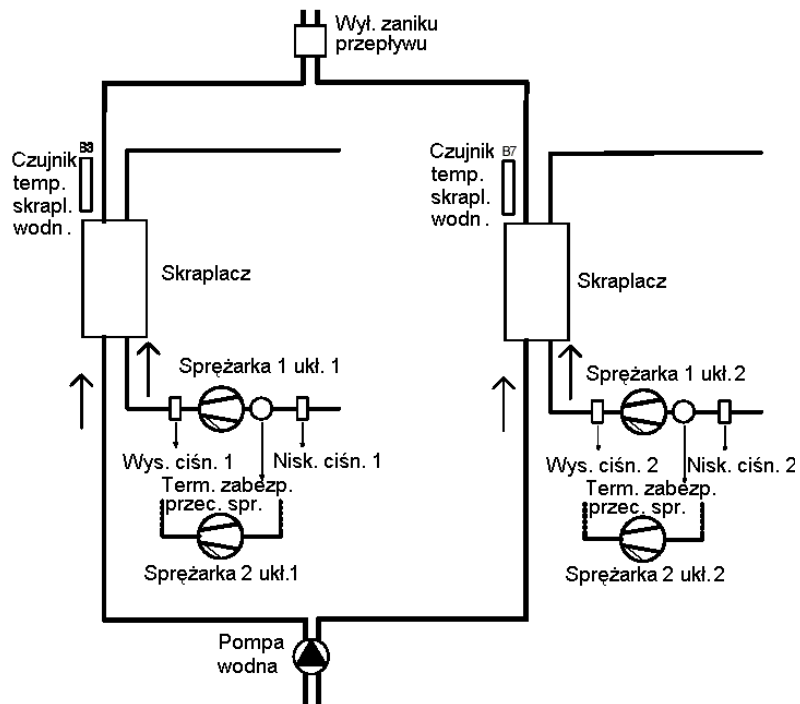 Wył. zaniku
przepływu
B3
Czujnik
temp.
skrapl.
wodn.
Skraplacz
Sprężarka 1 ukł. 1
Wys. ciśn. 1
Nisk. ciśn. 1
Term. zabezp.
przec. spr.
Sprężarka 2 ukł.1
B7
Czujnik
temp.
skrapl.
wodn.
Skraplacz
Sprężarka 1 ukł.2
Wys. ciśn. 2
Nisk. ciśn. 2
Term. zabezp.
przec. spr.
Sprężarka 2 ukł.2
Pompa
wodna